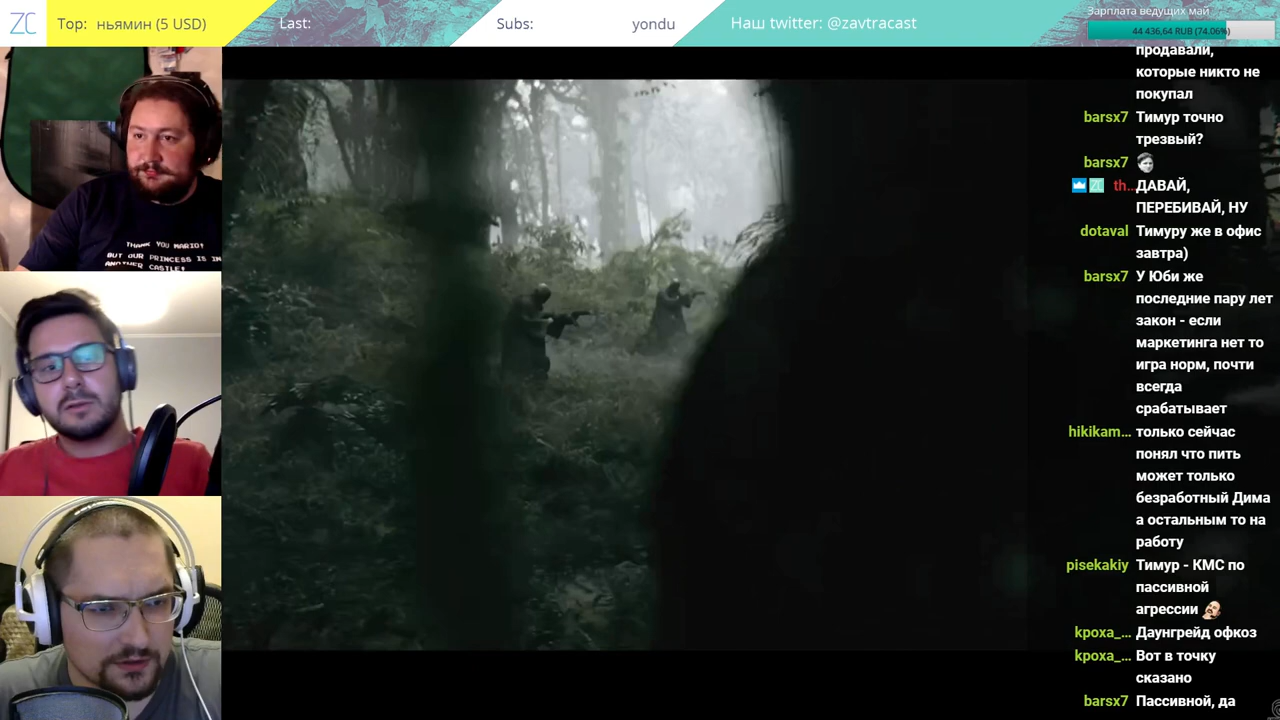 ZC
Top: ньямин (5 USD)
Last:
Subs: yondu
Наш twitter: @zavtracast
Зарплата ведущих май
44 436,64 RUB (74.06%)
THANK YOU MARIO!
BUT OUR PRINCESS IS IN
ANOTHER CASTLE!
продавали,
которые никто не
покупал
barsx7 Тимур точно
трезвый?
barsx7
ZC th... ДАВАЙ,
ПЕРЕБИВАЙ, НУ
dotaval Тимуру же в офис
завтра)
barsx7 У Юби же
последние пару лет
закон - если
маркетинга нет то
игра норм, почти
всегда
срабатывает
hikikam... только сейчас
понял что пить
может только
безработный Дима
а остальным то на
работу
pisekakiy Тимур - КМС по
пассивной
агрессии
kpoxa_... Даунгрейд офкоз
kpoxa_... Вот в точку
сказано
barsx7 Пассивной, да